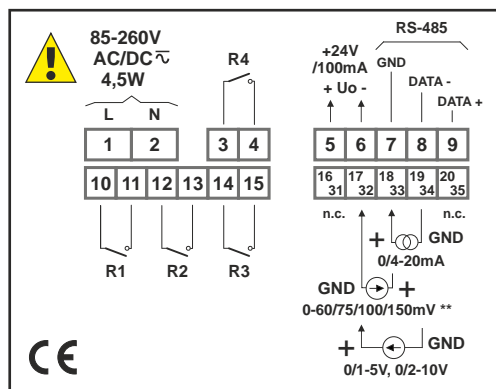 85-260V
AC/DC
4,5W
L N
R4
+24V
/100mA
+ Uo -
RS-485
GND
DATA -
DATA +
1 2 3 4 5 6 7 8 9
10 11 12 13 14 15
16 17 18 19 20
31 32 33 34 35
n.c. n.c.
R1 R2 R3
+ GND
0/4-20mA
GND +
0-60/75/100/150mV **
+ GND
0/1-5V, 0/2-10V
CE